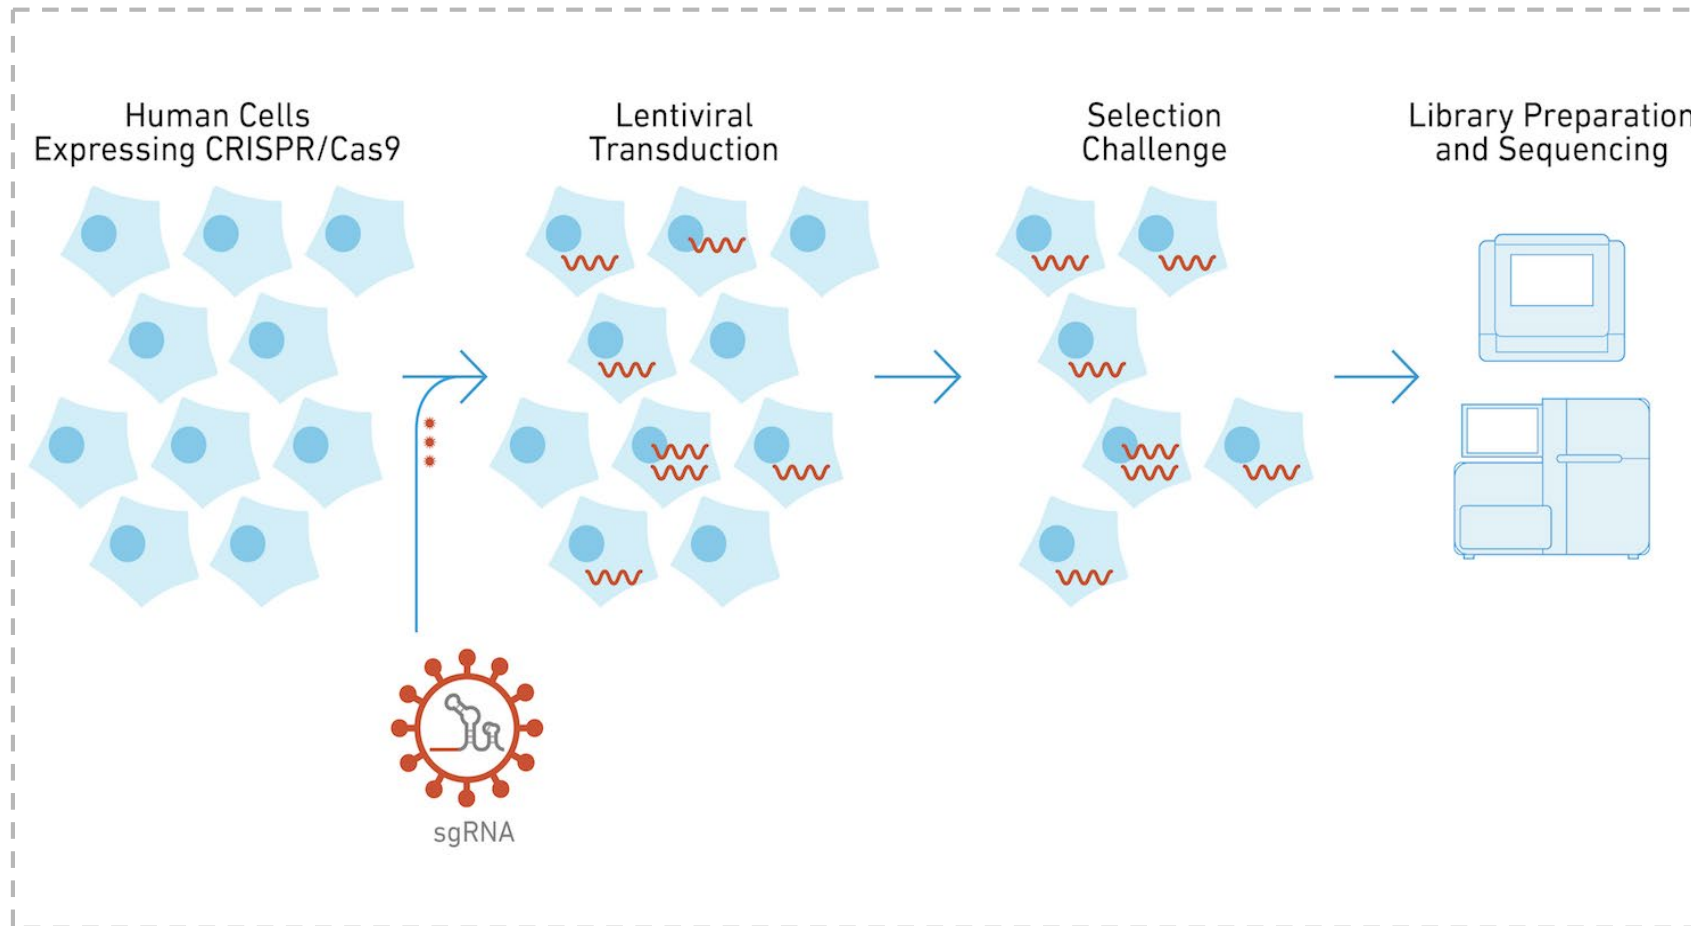 Human Cells
Expressing CRISPR/Cas9
Lentiviral
Transduction
Selection
Challenge
Library Preparation
and Sequencing
sgRNA